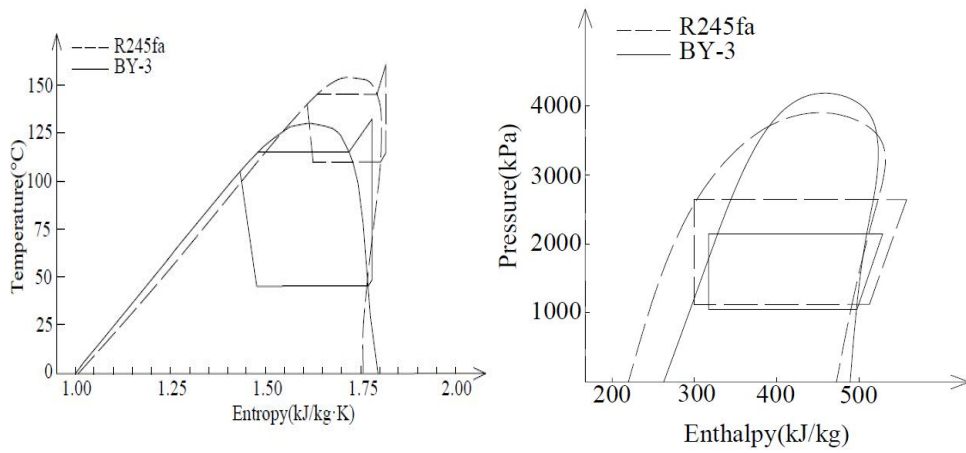 R245fa
BY-3
150
125
100
75
50
25
0
Temperature(°C)
1.00
1.25
1.50
1.75
2.00
Entropy(kJ/kg·K)
R245fa
BY-3
4000
3000
2000
1000
Pressure(kPa)
200
300
400
500
Enthalpy(kJ/kg)